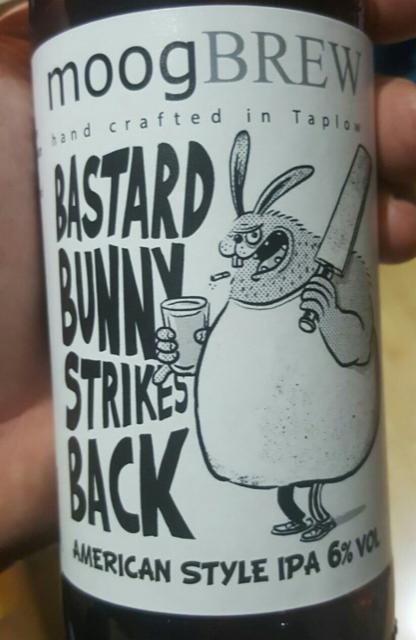 moogBREW
hand crafted in Taplow
BASTARD
BUNNY
STRIKES
BACK
AMERICAN STYLE IPA 6% VOL